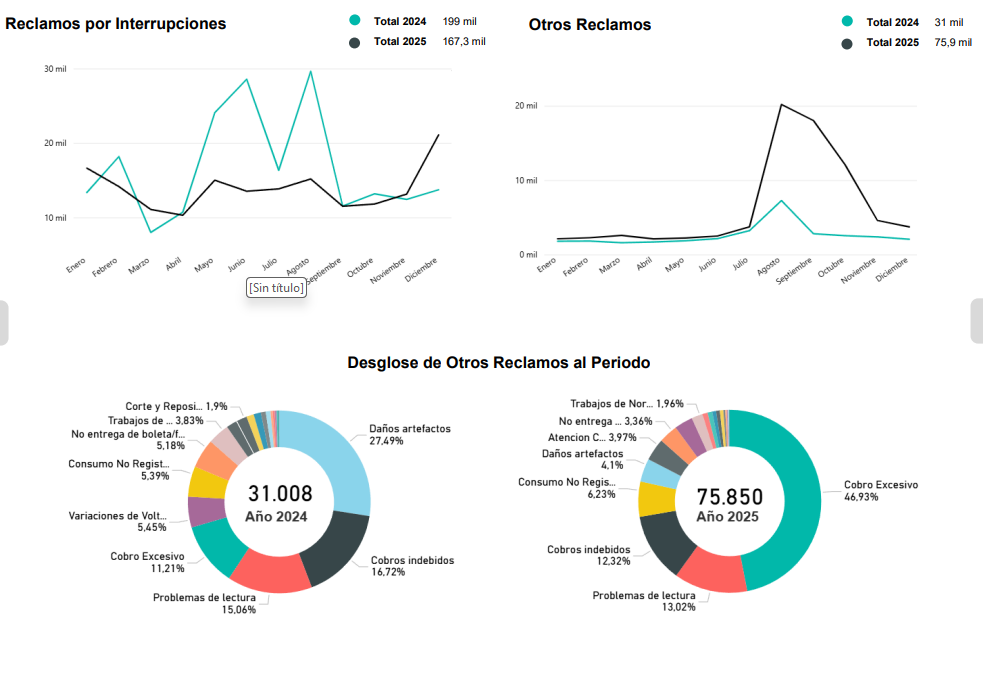 Reclamos por Interrupciones
Total 2024 199 mil
Total 2025 167,3 mil
30 mil
20 mil
10 mil
Enero
Febrero
Marzo
Abril
Mayo
Junio
Julio
Agosto
Septiembre
Octubre
Noviembre
Diciembre
[Sin título]
Otros Reclamos
Total 2024 31 mil
Total 2025 75,9 mil
20 mil
10 mil
0 mil
Enero
Febrero
Marzo
Abril
Mayo
Junio
Julio
Agosto
Septiembre
Octubre
Noviembre
Diciembre
Desglose de Otros Reclamos al Periodo
Corte y Reposi... 1,9%
Trabajos de ... 3,83%
No entrega de boleta/f...
5,18%
Consumo No Regist...
5,39%
Variaciones de Volt...
5,45%
Cobro Excesivo
11,21%
Problemas de lectura
15,06%
Cobros indebidos
16,72%
Daños artefactos
27,49%
31.008
Año 2024
Trabajos de Nor... 1,96%
No entrega ... 3,36%
Atencion C... 3,97%
Daños artefactos
4,1%
Consumo No Regis...
6,23%
Cobros indebidos
12,32%
Problemas de lectura
13,02%
Cobro Excesivo
46,93%
75.850
Año 2025